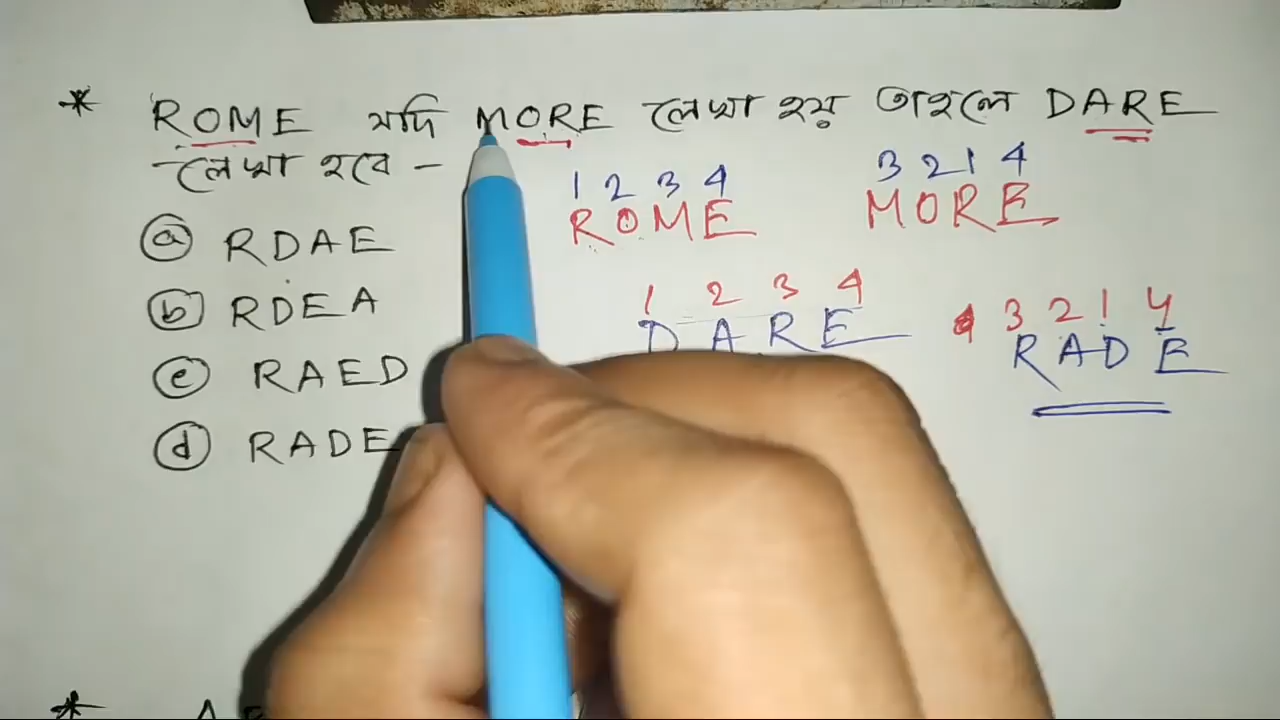 * ROME যদি MORE লেখা হয় তাহলে DARE
লেখা হবে -
1 2 3 4
ROME
3 2 1 4
MORE
ⓐ RDAE
ⓑ RDEA
ⓒ RAED
ⓓ RADE
1 2 3 4
DARE
3 2 1 4
RADE
*